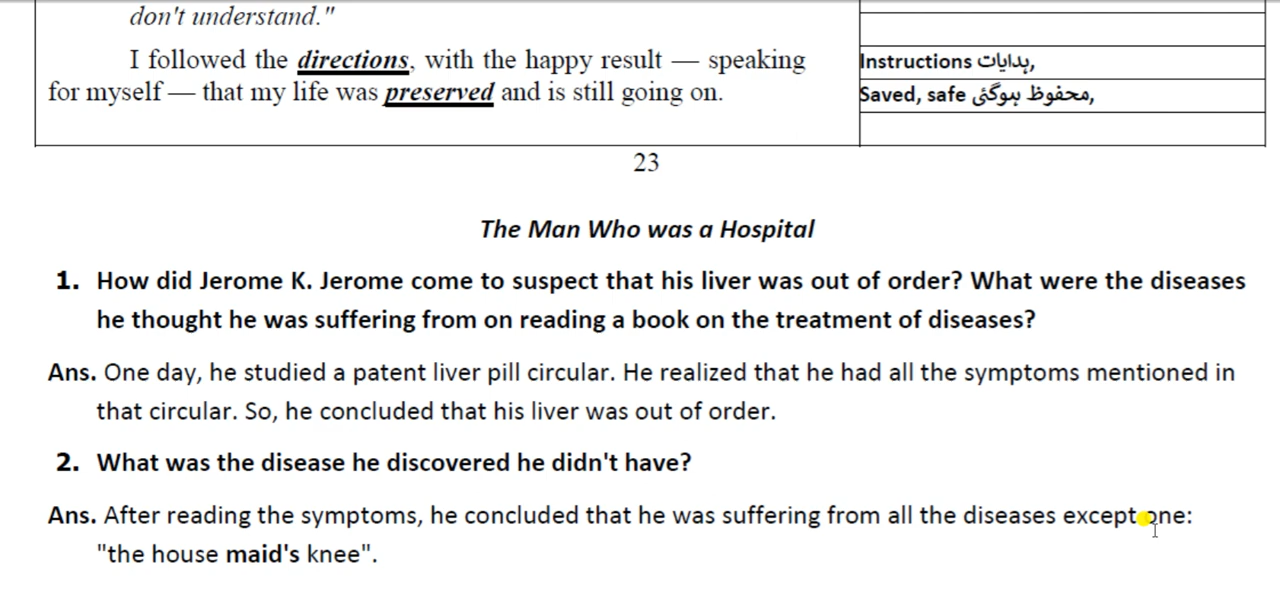 don't understand."
I followed the directions, with the happy result — speaking
for myself — that my life was preserved and is still going on.
Instructions ہدایات,
Saved, safe محفوظ ہوگئ,
23
The Man Who was a Hospital
1. How did Jerome K. Jerome come to suspect that his liver was out of order? What were the diseases
he thought he was suffering from on reading a book on the treatment of diseases?
Ans. One day, he studied a patent liver pill circular. He realized that he had all the symptoms mentioned in
that circular. So, he concluded that his liver was out of order.
2. What was the disease he discovered he didn't have?
Ans. After reading the symptoms, he concluded that he was suffering from all the diseases except one:
"the house maid's knee".